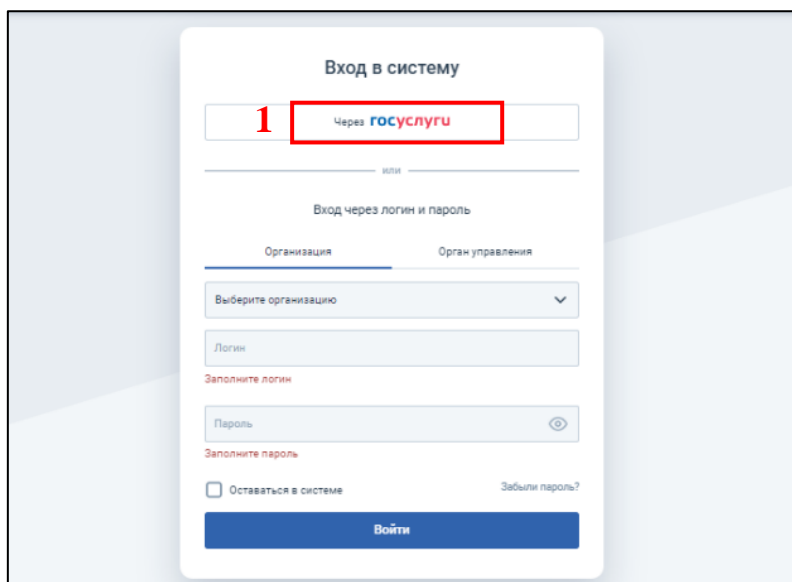 Вход в систему
1 Через госуслуги
или
Вход через логин и пароль
Организация Орган управления
Выберите организацию
Логин
Заполните логин
Пароль
Заполните пароль
Оставаться в системе Забыли пароль?
Войти